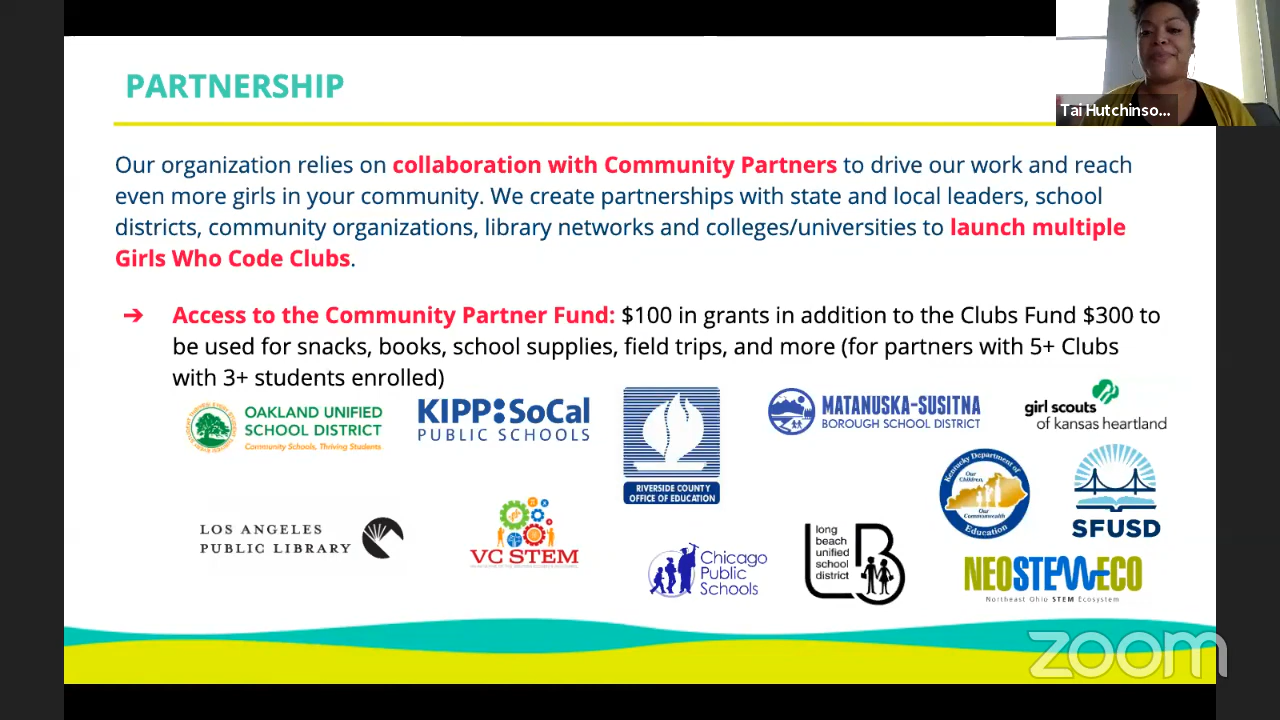 PARTNERSHIP
Tai Hutchinso...
Our organization relies on collaboration with Community Partners to drive our work and reach
even more girls in your community. We create partnerships with state and local leaders, school
districts, community organizations, library networks and colleges/universities to launch multiple
Girls Who Code Clubs.
➔ Access to the Community Partner Fund: $100 in grants in addition to the Clubs Fund $300 to
be used for snacks, books, school supplies, field trips, and more (for partners with 5+ Clubs
with 3+ students enrolled)
OAKLAND UNIFIED
SCHOOL DISTRICT
Community Schools, Thriving Students
KIPP:SoCal
PUBLIC SCHOOLS
RIVERSIDE COUNTY
OFFICE OF EDUCATION
MATANUSKA-SUSITNA
BOROUGH SCHOOL DISTRICT
girl scouts
of kansas heartland
Kentucky Department of
Our
Children,
Our
Commonwealth
Education
SFUSD
LOS ANGELES
PUBLIC LIBRARY
VC STEM
Chicago
Public
Schools
long
beach
unified
school
district
NEOSTEMECO
Northeast Ohio STEM Ecosystem
zoom